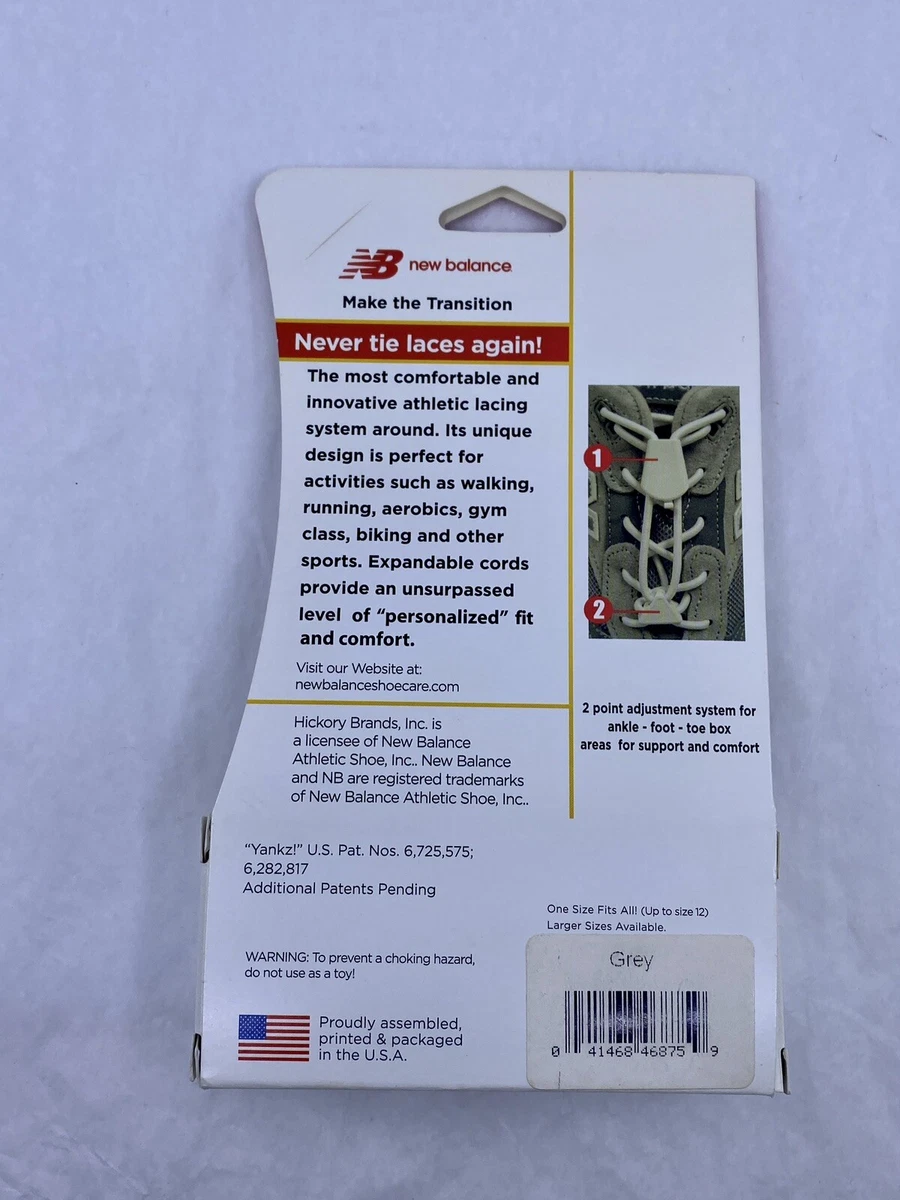 NB new balance
Make the Transition
Never tie laces again!
The most comfortable and
innovative athletic lacing
system around. Its unique
design is perfect for
activities such as walking,
running, aerobics, gym
class, biking and other
sports. Expandable cords
provide an unsurpassed
level of “personalized” fit
and comfort.
Visit our Website at:
newbalanceshoecare.com
Hickory Brands, Inc. is
a licensee of New Balance
Athletic Shoe, Inc.. New Balance
and NB are registered trademarks
of New Balance Athletic Shoe, Inc..
1
2
2 point adjustment system for
ankle - foot - toe box
areas for support and comfort
“Yankz!” U.S. Pat. Nos. 6,725,575;
6,282,817
Additional Patents Pending
WARNING: To prevent a choking hazard,
do not use as a toy!
Proudly assembled,
printed & packaged
in the U.S.A.
One Size Fits All! (Up to size 12)
Larger Sizes Available.
Grey
0 41468 46875 9